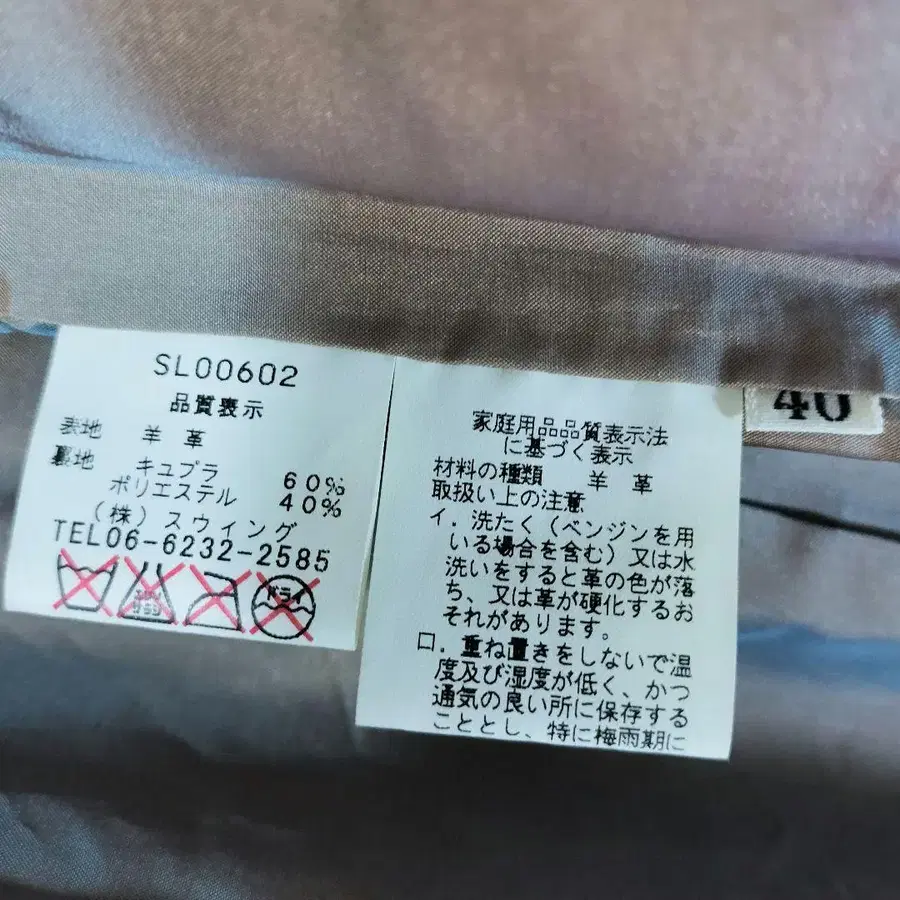 SL00602
品質表示
表地 羊革
裏地 キュプラ 60%
ポリエステル 40%
(株)スウイング
TEL06-6232-2585
ドライ
家庭用品品質表示法
に基づく表示
材料の種類 羊革
取扱い上の注意
イ.洗たく(ベンジンを用
いる場合を含む)又は水
洗いをすると革の色が落
ち、又は革が硬化するお
それがあります。
ロ.重ね置きをしないで温
度及び湿度が低く、かつ
通気の良い所に保存する
こととし、特に梅雨期に
40